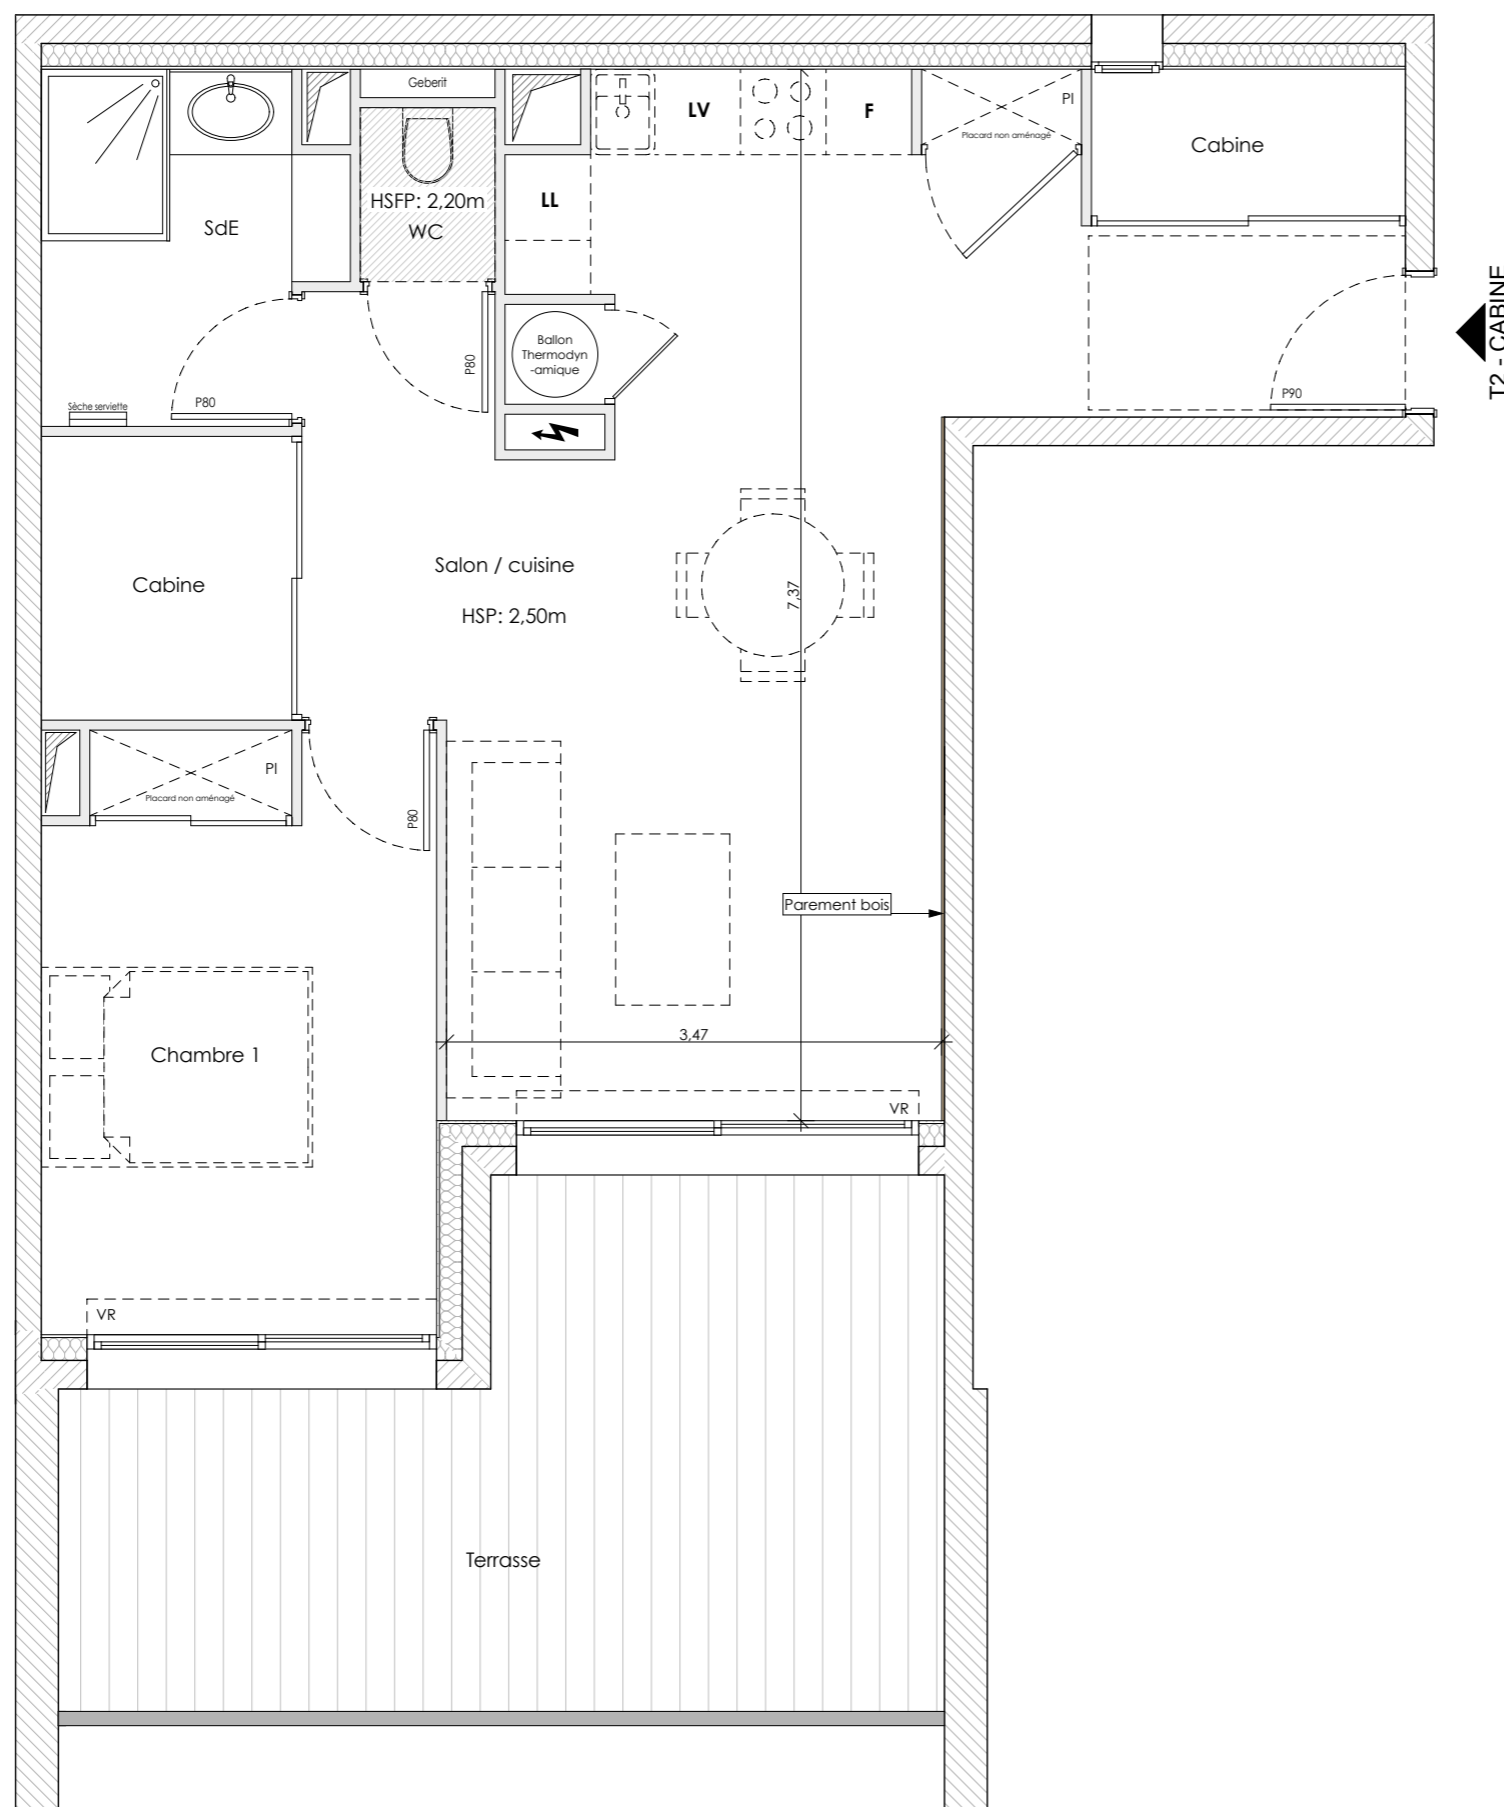 Geberit
LV
F
PI
Placard non aménagé
Cabine
HSFP: 2,20m
WC
LL
SdE
T2 - CABINE
Ballon
Thermodyn
-amique
P80
P90
Sèche serviette
P80
Cabine
Salon / cuisine
HSP: 2,50m
7,37
PI
Placard non aménagé
P80
Parement bois
3,47
Chambre 1
VR
VR
Terrasse